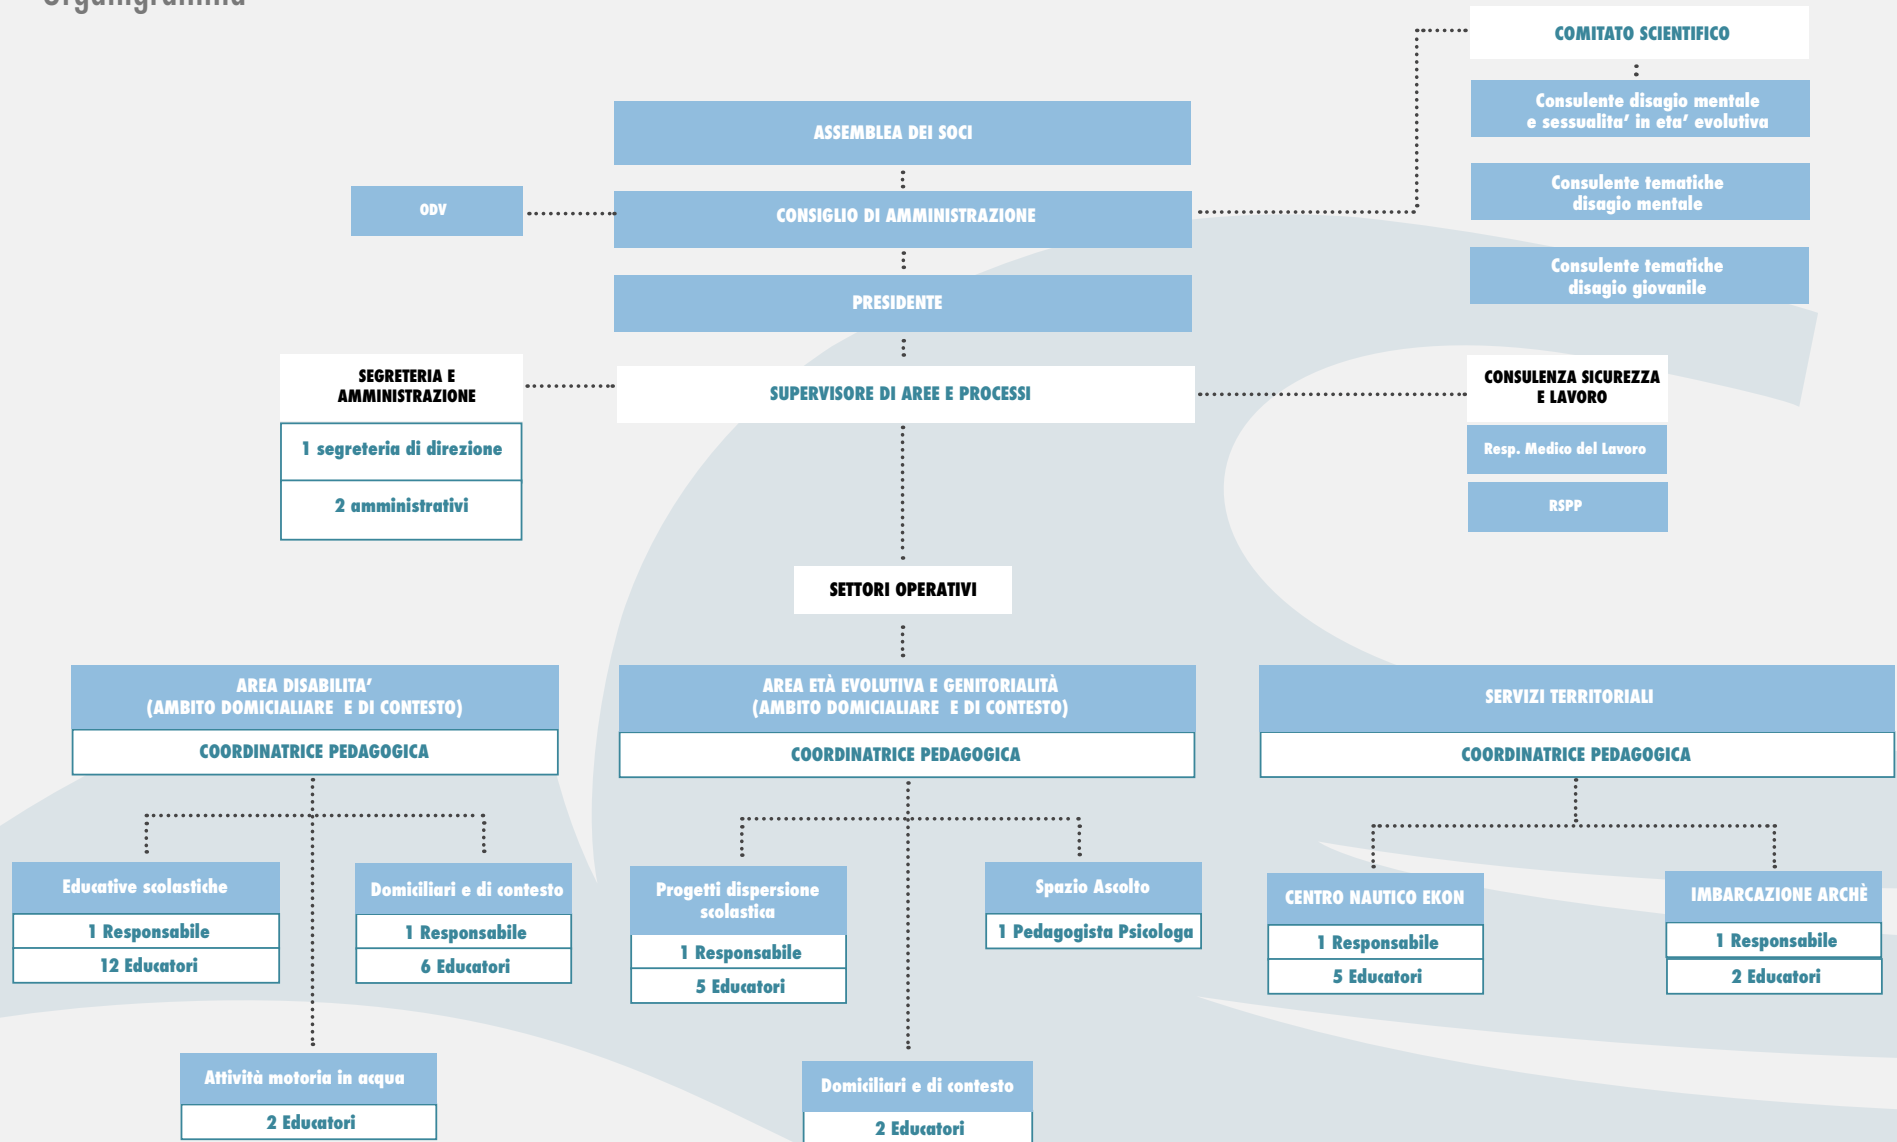 Organigramma
COMITATO SCIENTIFICO
Consulente disagio mentale
e sessualita’ in eta’ evolutiva
Consulente tematiche
disagio mentale
Consulente tematiche
disagio giovanile
ASSEMBLEA DEI SOCI
ODV
CONSIGLIO DI AMMINISTRAZIONE
PRESIDENTE
SEGRETERIA E
AMMINISTRAZIONE
1 segreteria di direzione
2 amministrativi
SUPERVISORE DI AREE E PROCESSI
CONSULENZA SICUREZZA
E LAVORO
Resp. Medico del Lavoro
RSPP
SETTORI OPERATIVI
AREA DISABILITA’
(AMBITO DOMICIALIARE E DI CONTESTO)
COORDINATRICE PEDAGOGICA
Educative scolastiche
1 Responsabile
12 Educatori
Domiciliari e di contesto
1 Responsabile
6 Educatori
Attività motoria in acqua
2 Educatori
AREA ETÀ EVOLUTIVA E GENITORIALITÀ
(AMBITO DOMICIALIARE E DI CONTESTO)
COORDINATRICE PEDAGOGICA
Progetti dispersione
scolastica
1 Responsabile
5 Educatori
Spazio Ascolto
1 Pedagogista Psicologa
Domiciliari e di contesto
2 Educatori
SERVIZI TERRITORIALI
COORDINATRICE PEDAGOGICA
CENTRO NAUTICO EKON
1 Responsabile
5 Educatori
IMBARCAZIONE ARCHÈ
1 Responsabile
2 Educatori